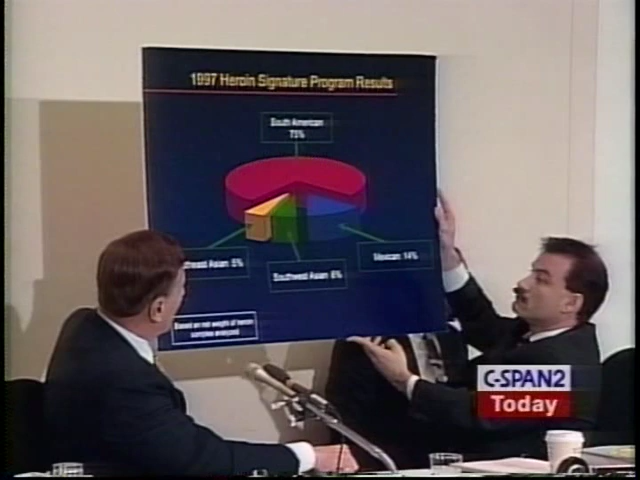 1997 Heroin Signature Program Results
South American
75%
Southeast Asian 5%
Southwest Asian 6%
Mexican 14%
Based on net weight of heroin
samples analyzed
C-SPAN2
Today